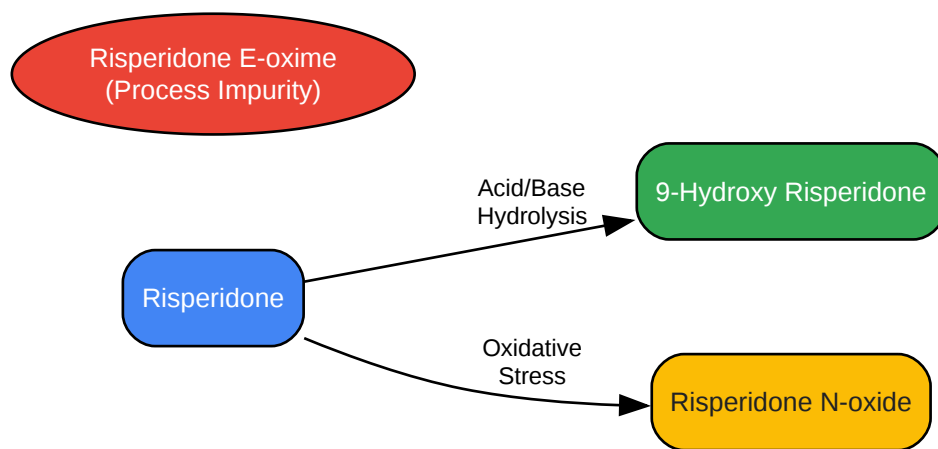 Risperidone E-oxime
(Process Impurity)
Acid/Base
Hydrolysis
9-Hydroxy Risperidone
Risperidone
Oxidative
Stress
Risperidone N-oxide